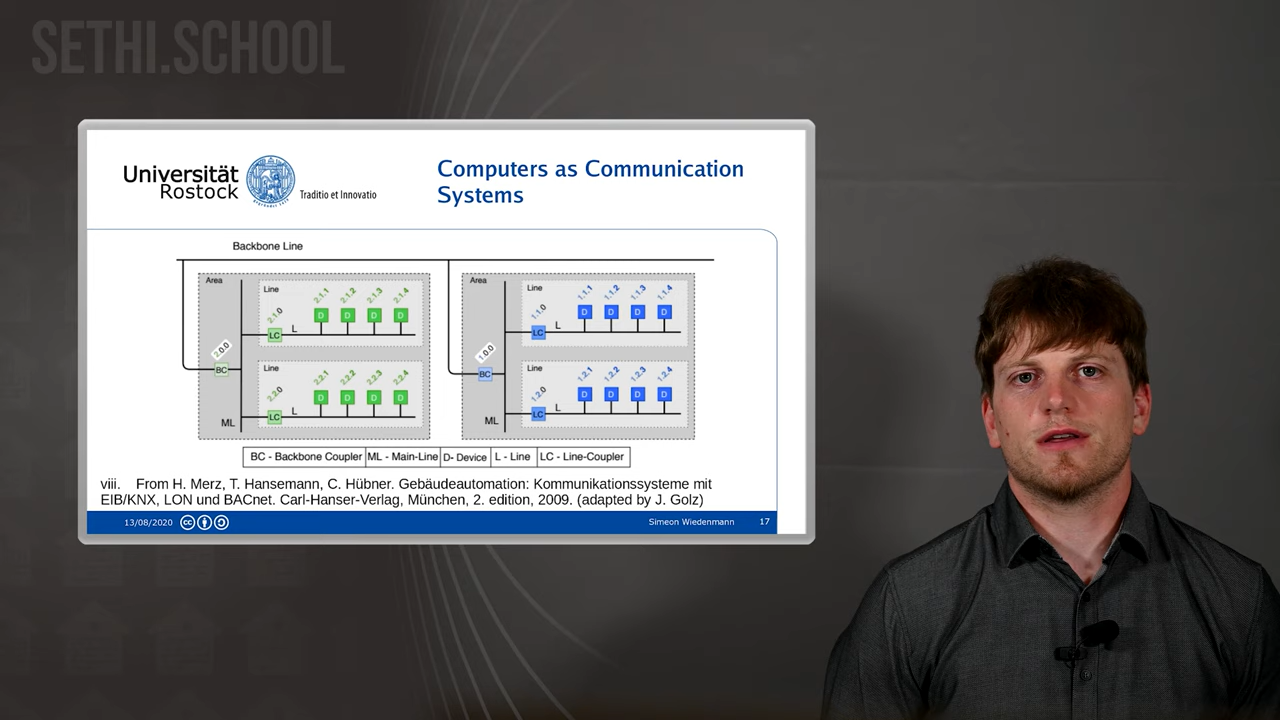 SETHI.SCHOOL
Universität
Rostock
Traditio et Innovatio
Computers as Communication
Systems
Backbone Line
Area
Line
2.1.1 2.1.2 2.1.3 2.1.4
D D D D
2.1.0
LC
L
2.0.0
BC
Line
2.2.1 2.2.2 2.2.3 2.2.4
D D D D
2.2.0
LC
L
ML
Area
Line
1.1.1 1.1.2 1.1.3 1.1.4
D D D D
1.1.0
LC
L
1.0.0
BC
Line
1.2.1 1.2.2 1.2.3 1.2.4
D D D D
1.2.0
LC
L
ML
BC - Backbone Coupler ML - Main-Line D- Device L - Line LC - Line-Coupler
viii. From H. Merz, T. Hansemann, C. Hübner. Gebäudeautomation: Kommunikationssysteme mit
EIB/KNX, LON und BACnet. Carl-Hanser-Verlag, München, 2. edition, 2009. (adapted by J. Golz)
13/08/2020 cc Simeon Wiedenmann 17